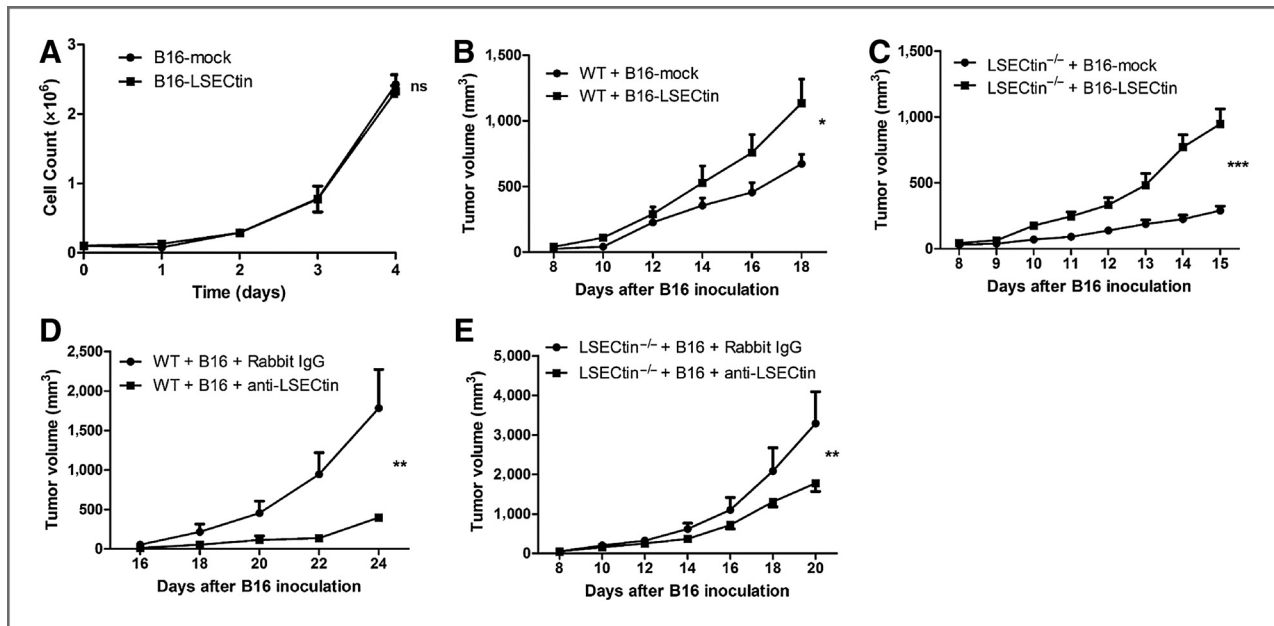 A
B16-mock
B16-LSECtin
3
2
1
0
Cell Count (×10⁶)
ns
0 1 2 3 4
Time (days)
B
WT + B16-mock
WT + B16-LSECtin
1,500
1,000
500
0
Tumor volume (mm³)
*
8 10 12 14 16 18
Days after B16 inoculation
C
LSECtin⁻/⁻ + B16-mock
LSECtin⁻/⁻ + B16-LSECtin
1,500
1,000
500
0
Tumor volume (mm³)
***
8 9 10 11 12 13 14 15
Days after B16 inoculation
D
WT + B16 + Rabbit IgG
WT + B16 + anti-LSECtin
2,500
2,000
1,500
1,000
500
0
Tumor volume (mm³)
**
16 18 20 22 24
Days after B16 inoculation
E
LSECtin⁻/⁻ + B16 + Rabbit IgG
LSECtin⁻/⁻ + B16 + anti-LSECtin
5,000
4,000
3,000
2,000
1,000
0
Tumor volume (mm³)
**
8 10 12 14 16 18 20
Days after B16 inoculation